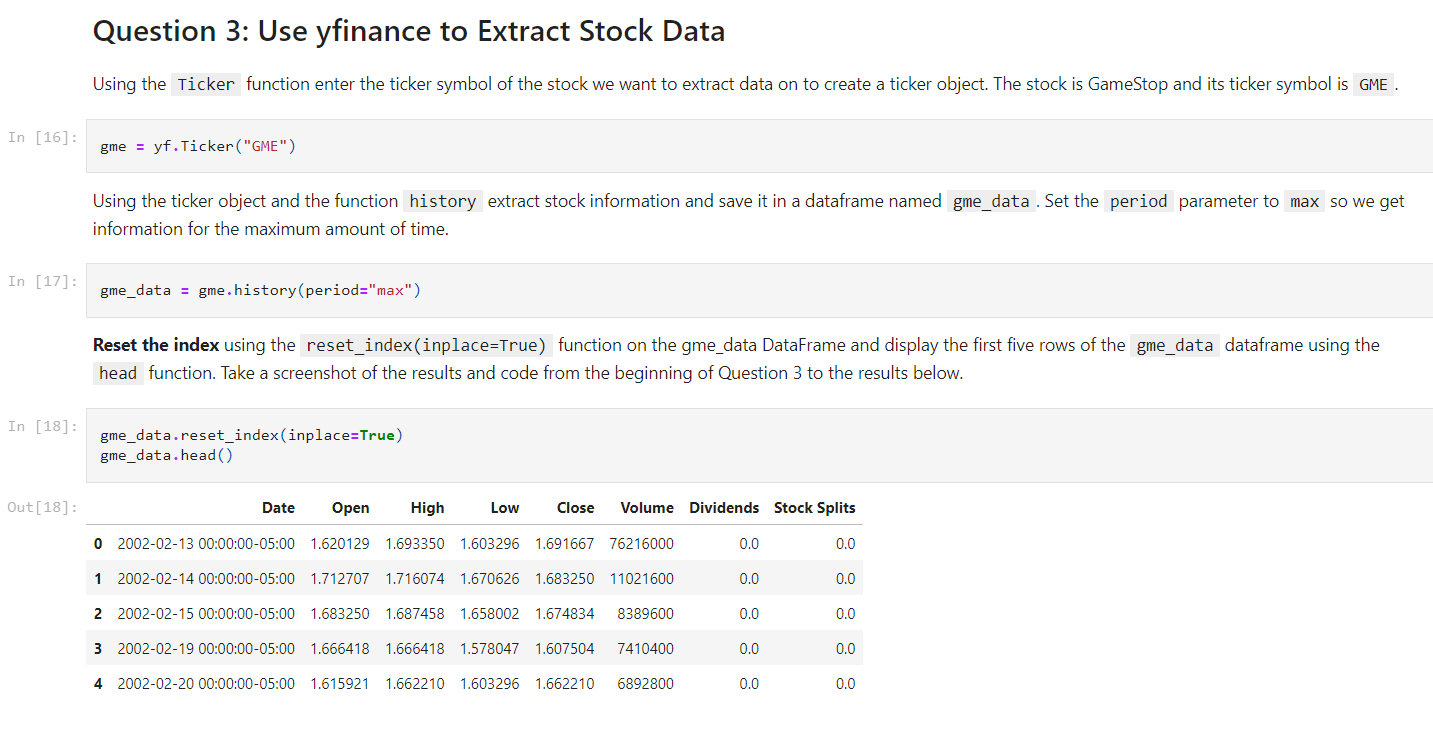 Question 3: Use yfinance to Extract Stock Data
Using the Ticker function enter the ticker symbol of the stock we want to extract data on to create a ticker object. The stock is GameStop and its ticker symbol is GME .
In [16]: gme = yf.Ticker("GME")
Using the ticker object and the function history extract stock information and save it in a dataframe named gme_data . Set the period parameter to max so we get
information for the maximum amount of time.
In [17]: gme_data = gme.history(period="max")
Reset the index using the reset_index(inplace=True) function on the gme_data DataFrame and display the first five rows of the gme_data dataframe using the
head function. Take a screenshot of the results and code from the beginning of Question 3 to the results below.
In [18]: gme_data.reset_index(inplace=True)
gme_data.head()
Out[18]: Date Open High Low Close Volume Dividends Stock Splits
0 2002-02-13 00:00:00-05:00 1.620129 1.693350 1.603296 1.691667 76216000 0.0 0.0
1 2002-02-14 00:00:00-05:00 1.712707 1.716074 1.670626 1.683250 11021600 0.0 0.0
2 2002-02-15 00:00:00-05:00 1.683250 1.687458 1.658002 1.674834 8389600 0.0 0.0
3 2002-02-19 00:00:00-05:00 1.666418 1.666418 1.578047 1.607504 7410400 0.0 0.0
4 2002-02-20 00:00:00-05:00 1.615921 1.662210 1.603296 1.662210 6892800 0.0 0.0